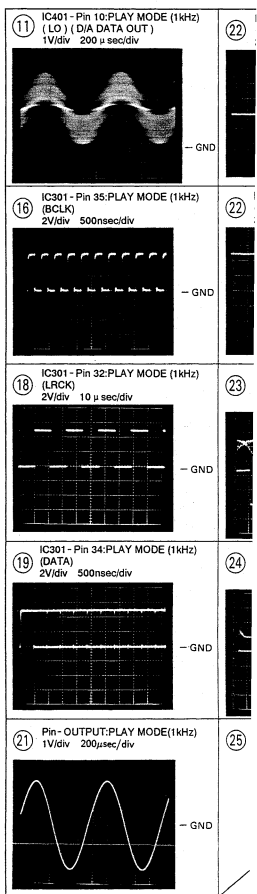 11 IC401 - Pin 10:PLAY MODE (1kHz)
( LO ) ( D/A DATA OUT )
1V/div 200 μ sec/div
GND
22
16 IC301 - Pin 35:PLAY MODE (1kHz)
(BCLK)
2V/div 500nsec/div
GND
22
18 IC301 - Pin 32:PLAY MODE (1kHz)
(LRCK)
2V/div 10 μ sec/div
GND
23
19 IC301 - Pin 34:PLAY MODE (1kHz)
(DATA)
2V/div 500nsec/div
GND
24
21 Pin - OUTPUT:PLAY MODE(1kHz)
1V/div 200μsec/div
GND
25